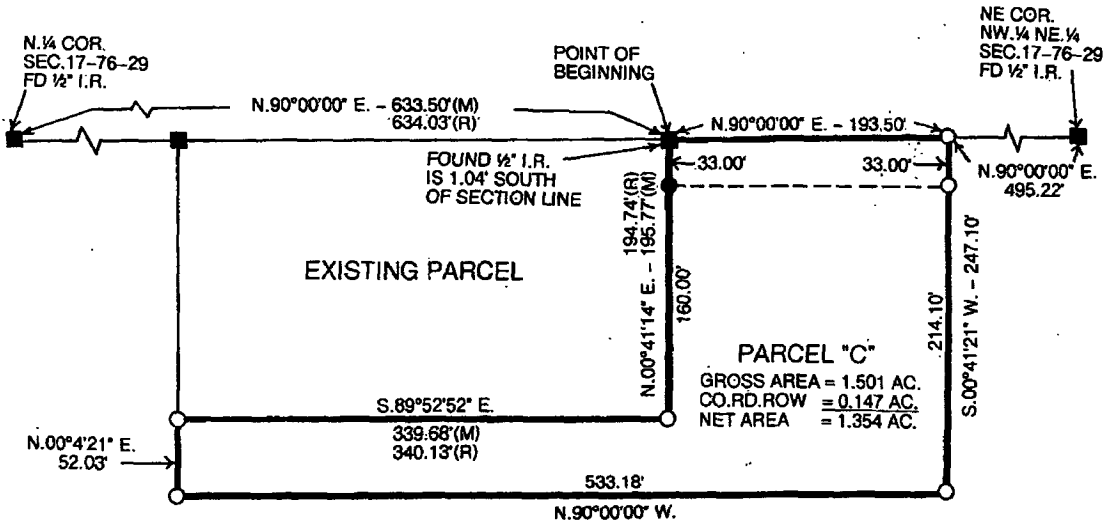 N.¼ COR.
SEC.17-76-29
FD ½" I.R.
NE COR.
NW.¼ NE.¼
SEC.17-76-29
FD ½" I.R.
POINT OF
BEGINNING
N.90°00'00" E. - 633.50'(M)
634.03'(R)
N.90°00'00" E. - 193.50'
FOUND ½" I.R.
IS 1.04' SOUTH
OF SECTION LINE
33.00'
33.00'
N.90°00'00" E.
495.22'
194.74'(R)
N.00°41'14" E. - 195.77'(M)
160.00'
EXISTING PARCEL
214.10'
S.00°41'21" W. - 247.10'
PARCEL "C"
GROSS AREA = 1.501 AC.
CO.RD.ROW = 0.147 AC.
NET AREA = 1.354 AC.
S.89°52'52" E.
339.68'(M)
340.13'(R)
N.00°4'21" E.
52.03'
533.18'
N.90°00'00" W.